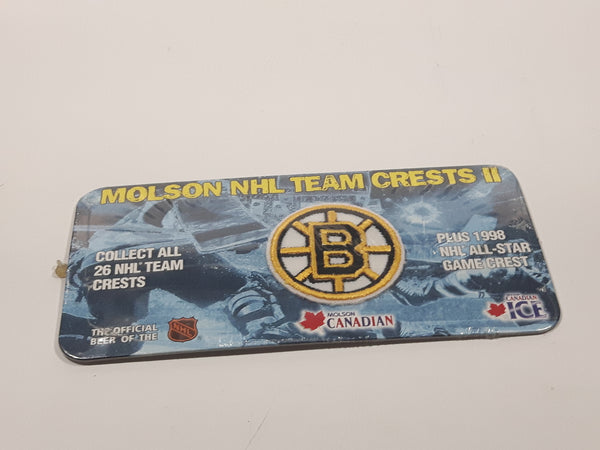 MOLSON NHL TEAM CRESTS II
COLLECT ALL
26 NHL TEAM
CRESTS
B
PLUS 1998
NHL ALL-STAR
GAME CREST
THE OFFICIAL
BEER OF THE
NHL
MOLSON
CANADIAN
CANADIAN
ICE